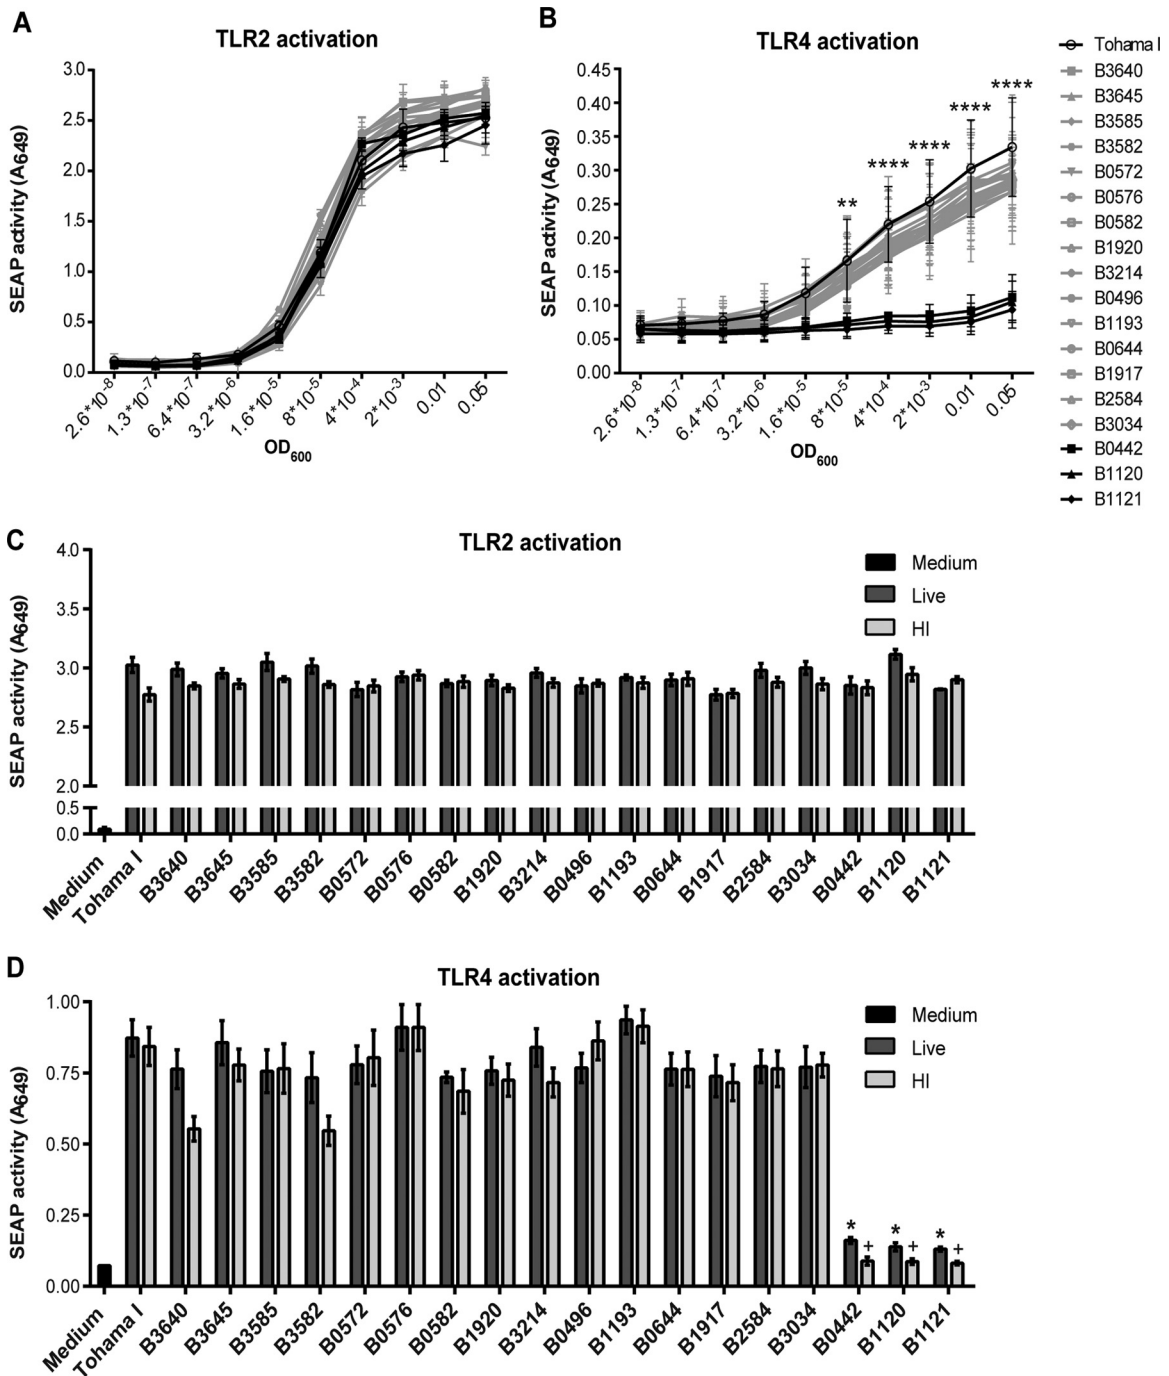 A
TLR2 activation
SEAP activity (A649)
3.0
2.5
2.0
1.5
1.0
0.5
0.0
2.6*10-8
1.3*10-7
6.4*10-7
3.2*10-6
1.6*10-5
8*10-5
4*10-4
2*10-3
0.01
0.05
OD600
B
TLR4 activation
SEAP activity (A649)
0.45
0.40
0.35
0.30
0.25
0.20
0.15
0.10
0.05
0.00
**
****
****
****
****
2.6*10-8
1.3*10-7
6.4*10-7
3.2*10-6
1.6*10-5
8*10-5
4*10-4
2*10-3
0.01
0.05
OD600
Tohama I
B3640
B3645
B3585
B3582
B0572
B0576
B0582
B1920
B3214
B0496
B1193
B0644
B1917
B2584
B3034
B0442
B1120
B1121
C
TLR2 activation
SEAP activity (A649)
4.0
3.5
3.0
2.5
2.0
0.5
0.0
Medium
Live
HI
Medium
Tohama I
B3640
B3645
B3585
B3582
B0572
B0576
B0582
B1920
B3214
B0496
B1193
B0644
B1917
B2584
B3034
B0442
B1120
B1121
D
TLR4 activation
SEAP activity (A649)
1.00
0.75
0.50
0.25
0.00
Medium
Live
HI
* + * + * +
Medium
Tohama I
B3640
B3645
B3585
B3582
B0572
B0576
B0582
B1920
B3214
B0496
B1193
B0644
B1917
B2584
B3034
B0442
B1120
B1121